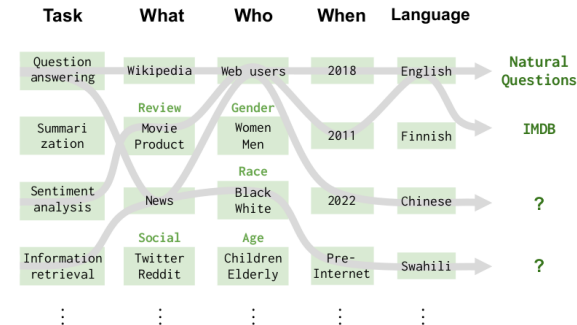 Task What Who When Language
Question
answering
Wikipedia
Web users
2018
English
Natural
Questions
Review
Gender
Summari
zation
Movie
Product
Women
Men
2011
Finnish
IMDB
Race
Sentiment
analysis
News
Black
White
2022
Chinese
?
Social
Age
Information
retrieval
Twitter
Reddit
Children
Elderly
Pre-
Internet
Swahili
?